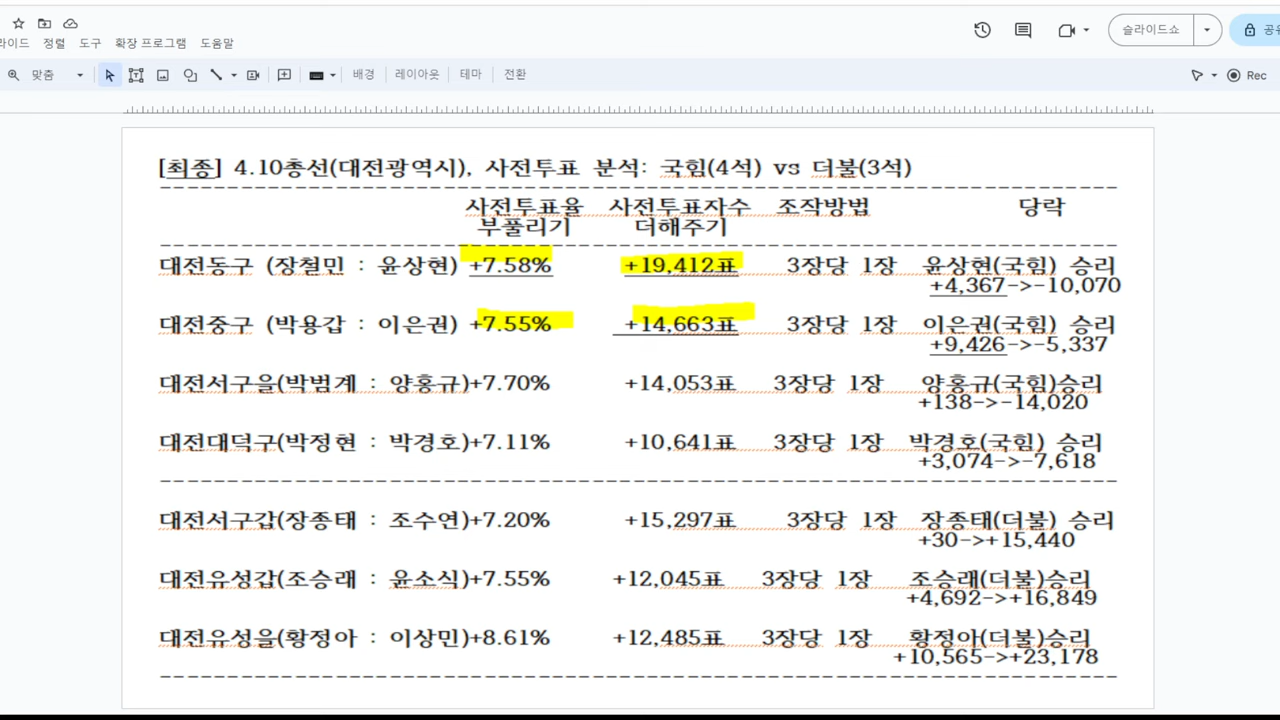 라이드 정렬 도구 확장 프로그램 도움말
슬라이드쇼
공유
맞춤 배경 레이아웃 테마 전환 Rec
[최종] 4.10총선(대전광역시), 사전투표 분석: 국힘(4석) vs 더불(3석)
사전투표율 사전투표자수 조작방법 당락
부풀리기 더해주기
대전동구 (장철민 : 윤상현) +7.58% +19,412표 3장당 1장 윤상현(국힘) 승리
+4,367->-10,070
대전중구 (박용갑 : 이은권) +7.55% +14,663표 3장당 1장 이은권(국힘) 승리
+9,426->-5,337
대전서구을(박범계 : 양홍규)+7.70% +14,053표 3장당 1장 양홍규(국힘)승리
+138->-14,020
대전대덕구(박정현 : 박경호)+7.11% +10,641표 3장당 1장 박경호(국힘) 승리
+3,074->-7,618
대전서구갑(장종태 : 조수연)+7.20% +15,297표 3장당 1장 장종태(더불) 승리
+30->+15,440
대전유성갑(조승래 : 윤소식)+7.55% +12,045표 3장당 1장 조승래(더불)승리
+4,692->+16,849
대전유성을(황정아 : 이상민)+8.61% +12,485표 3장당 1장 황정아(더불)승리
+10,565->+23,178